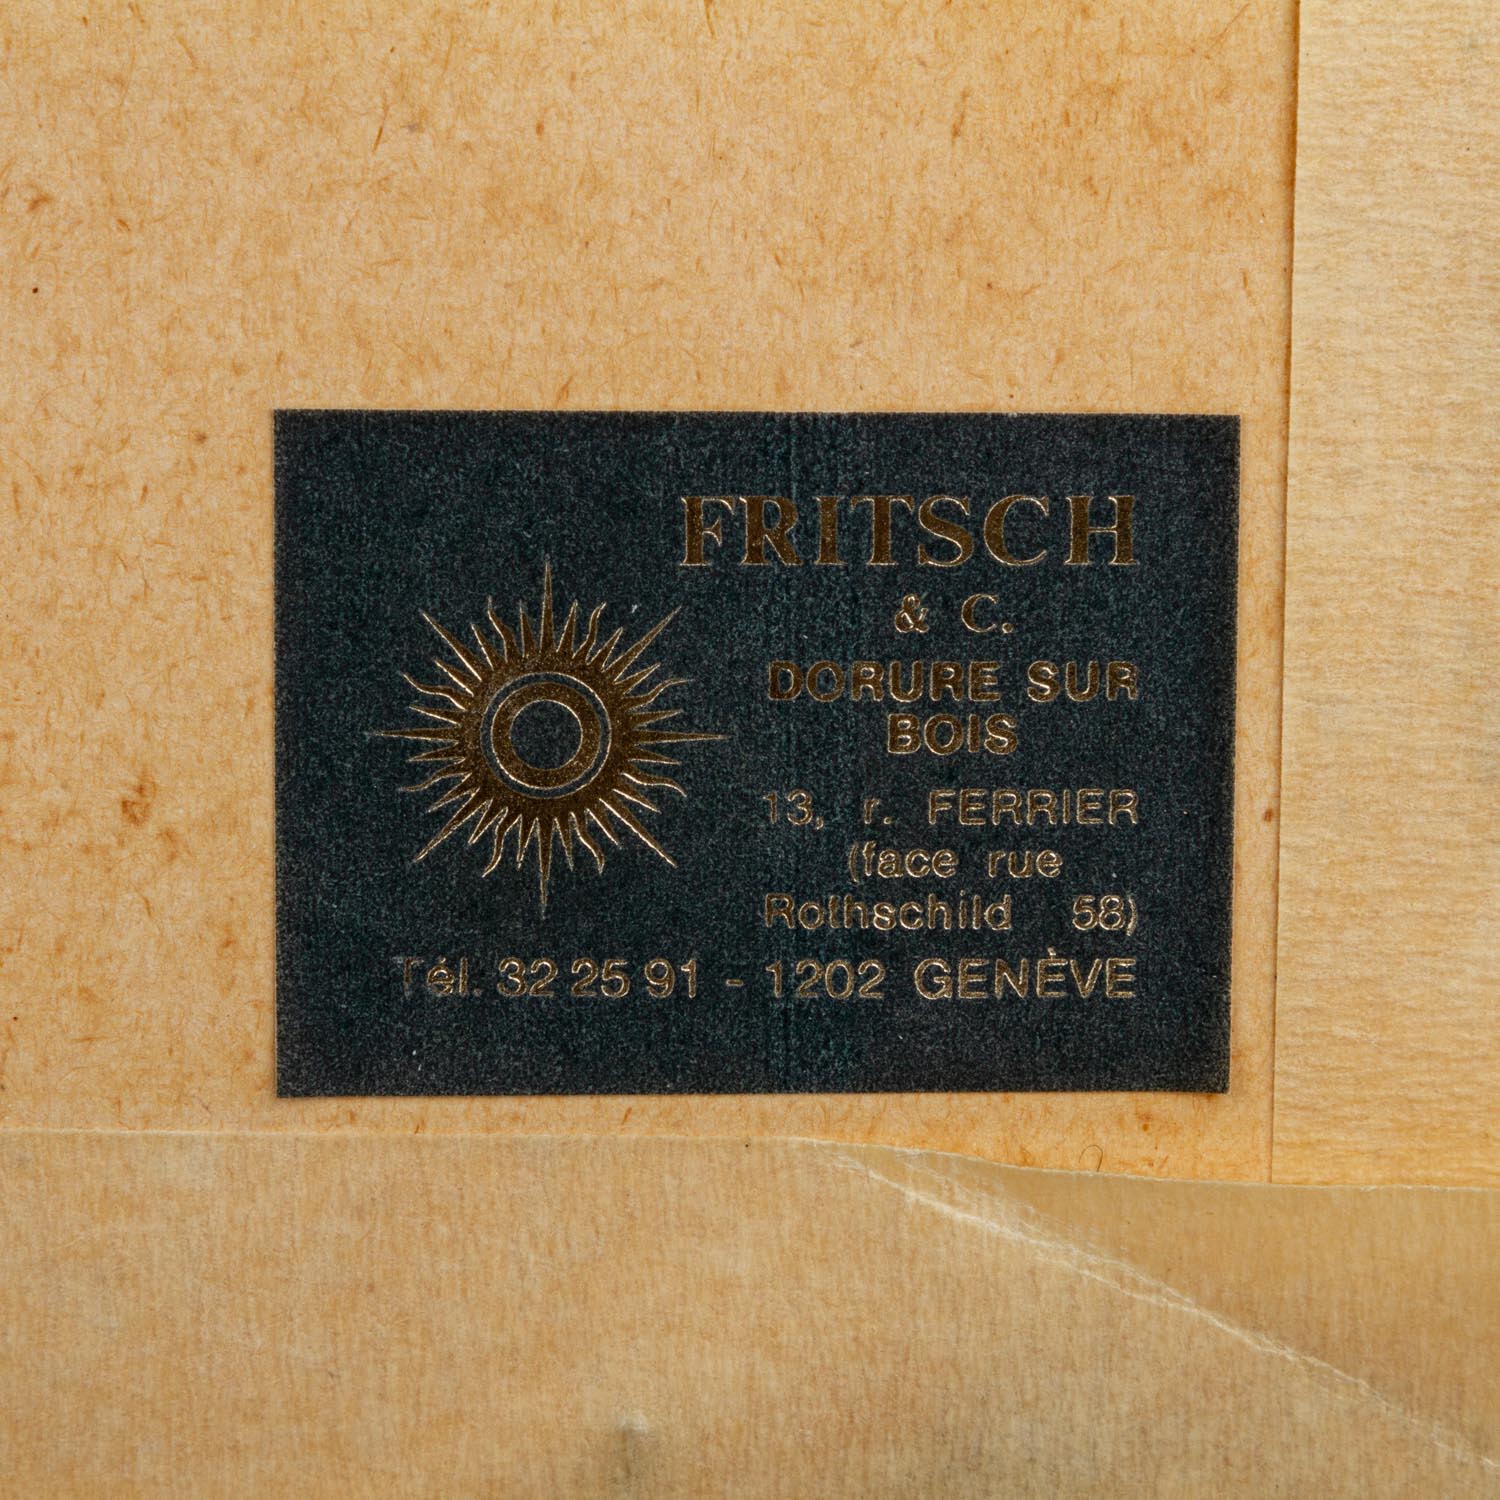 FRITSCH
& C.
DORURE SUR
BOIS
13, r. FERRIER
(face rue
Rothschild 58)
Tél. 32 25 91 - 1202 GENÈVE